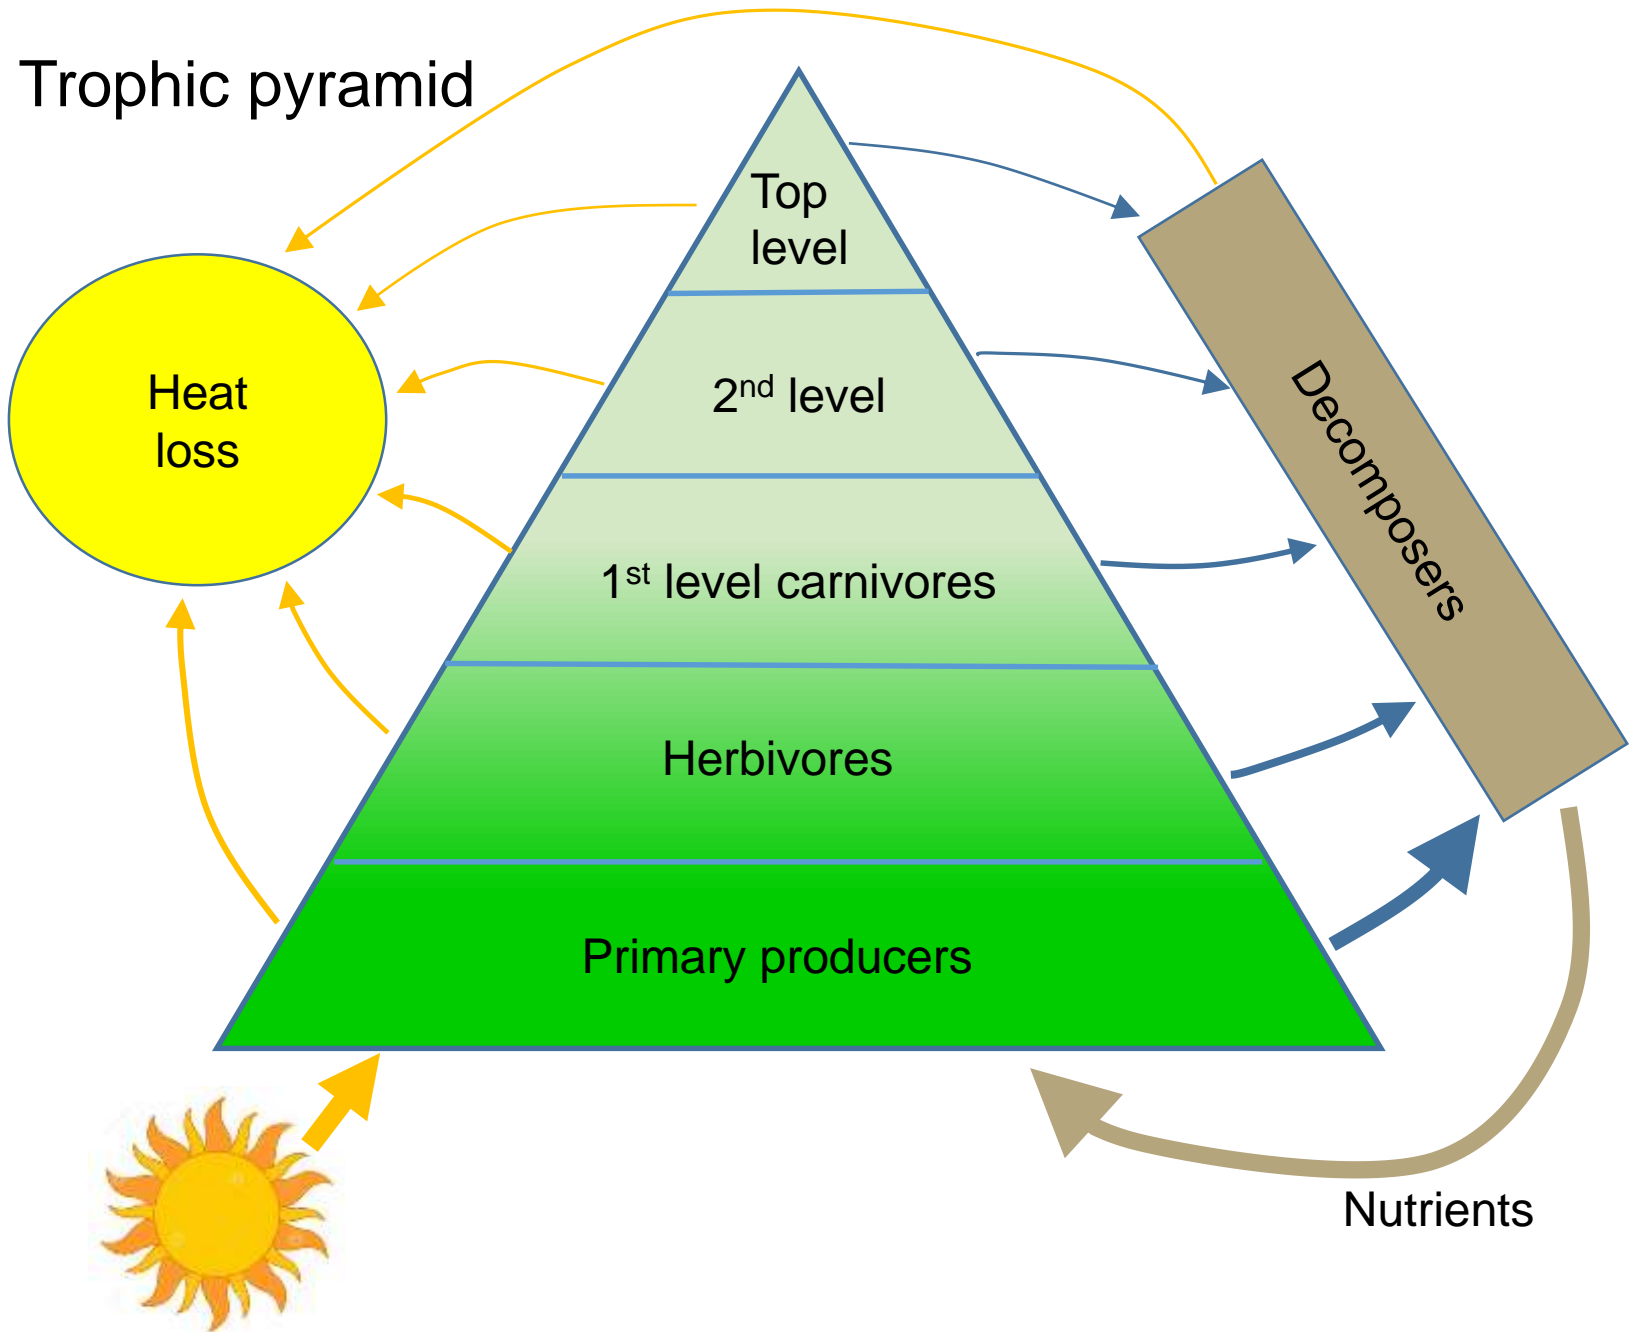 Trophic pyramid
Top
level
Heat
loss
2nd level
Decomposers
1st level carnivores
Herbivores
Primary producers
Nutrients